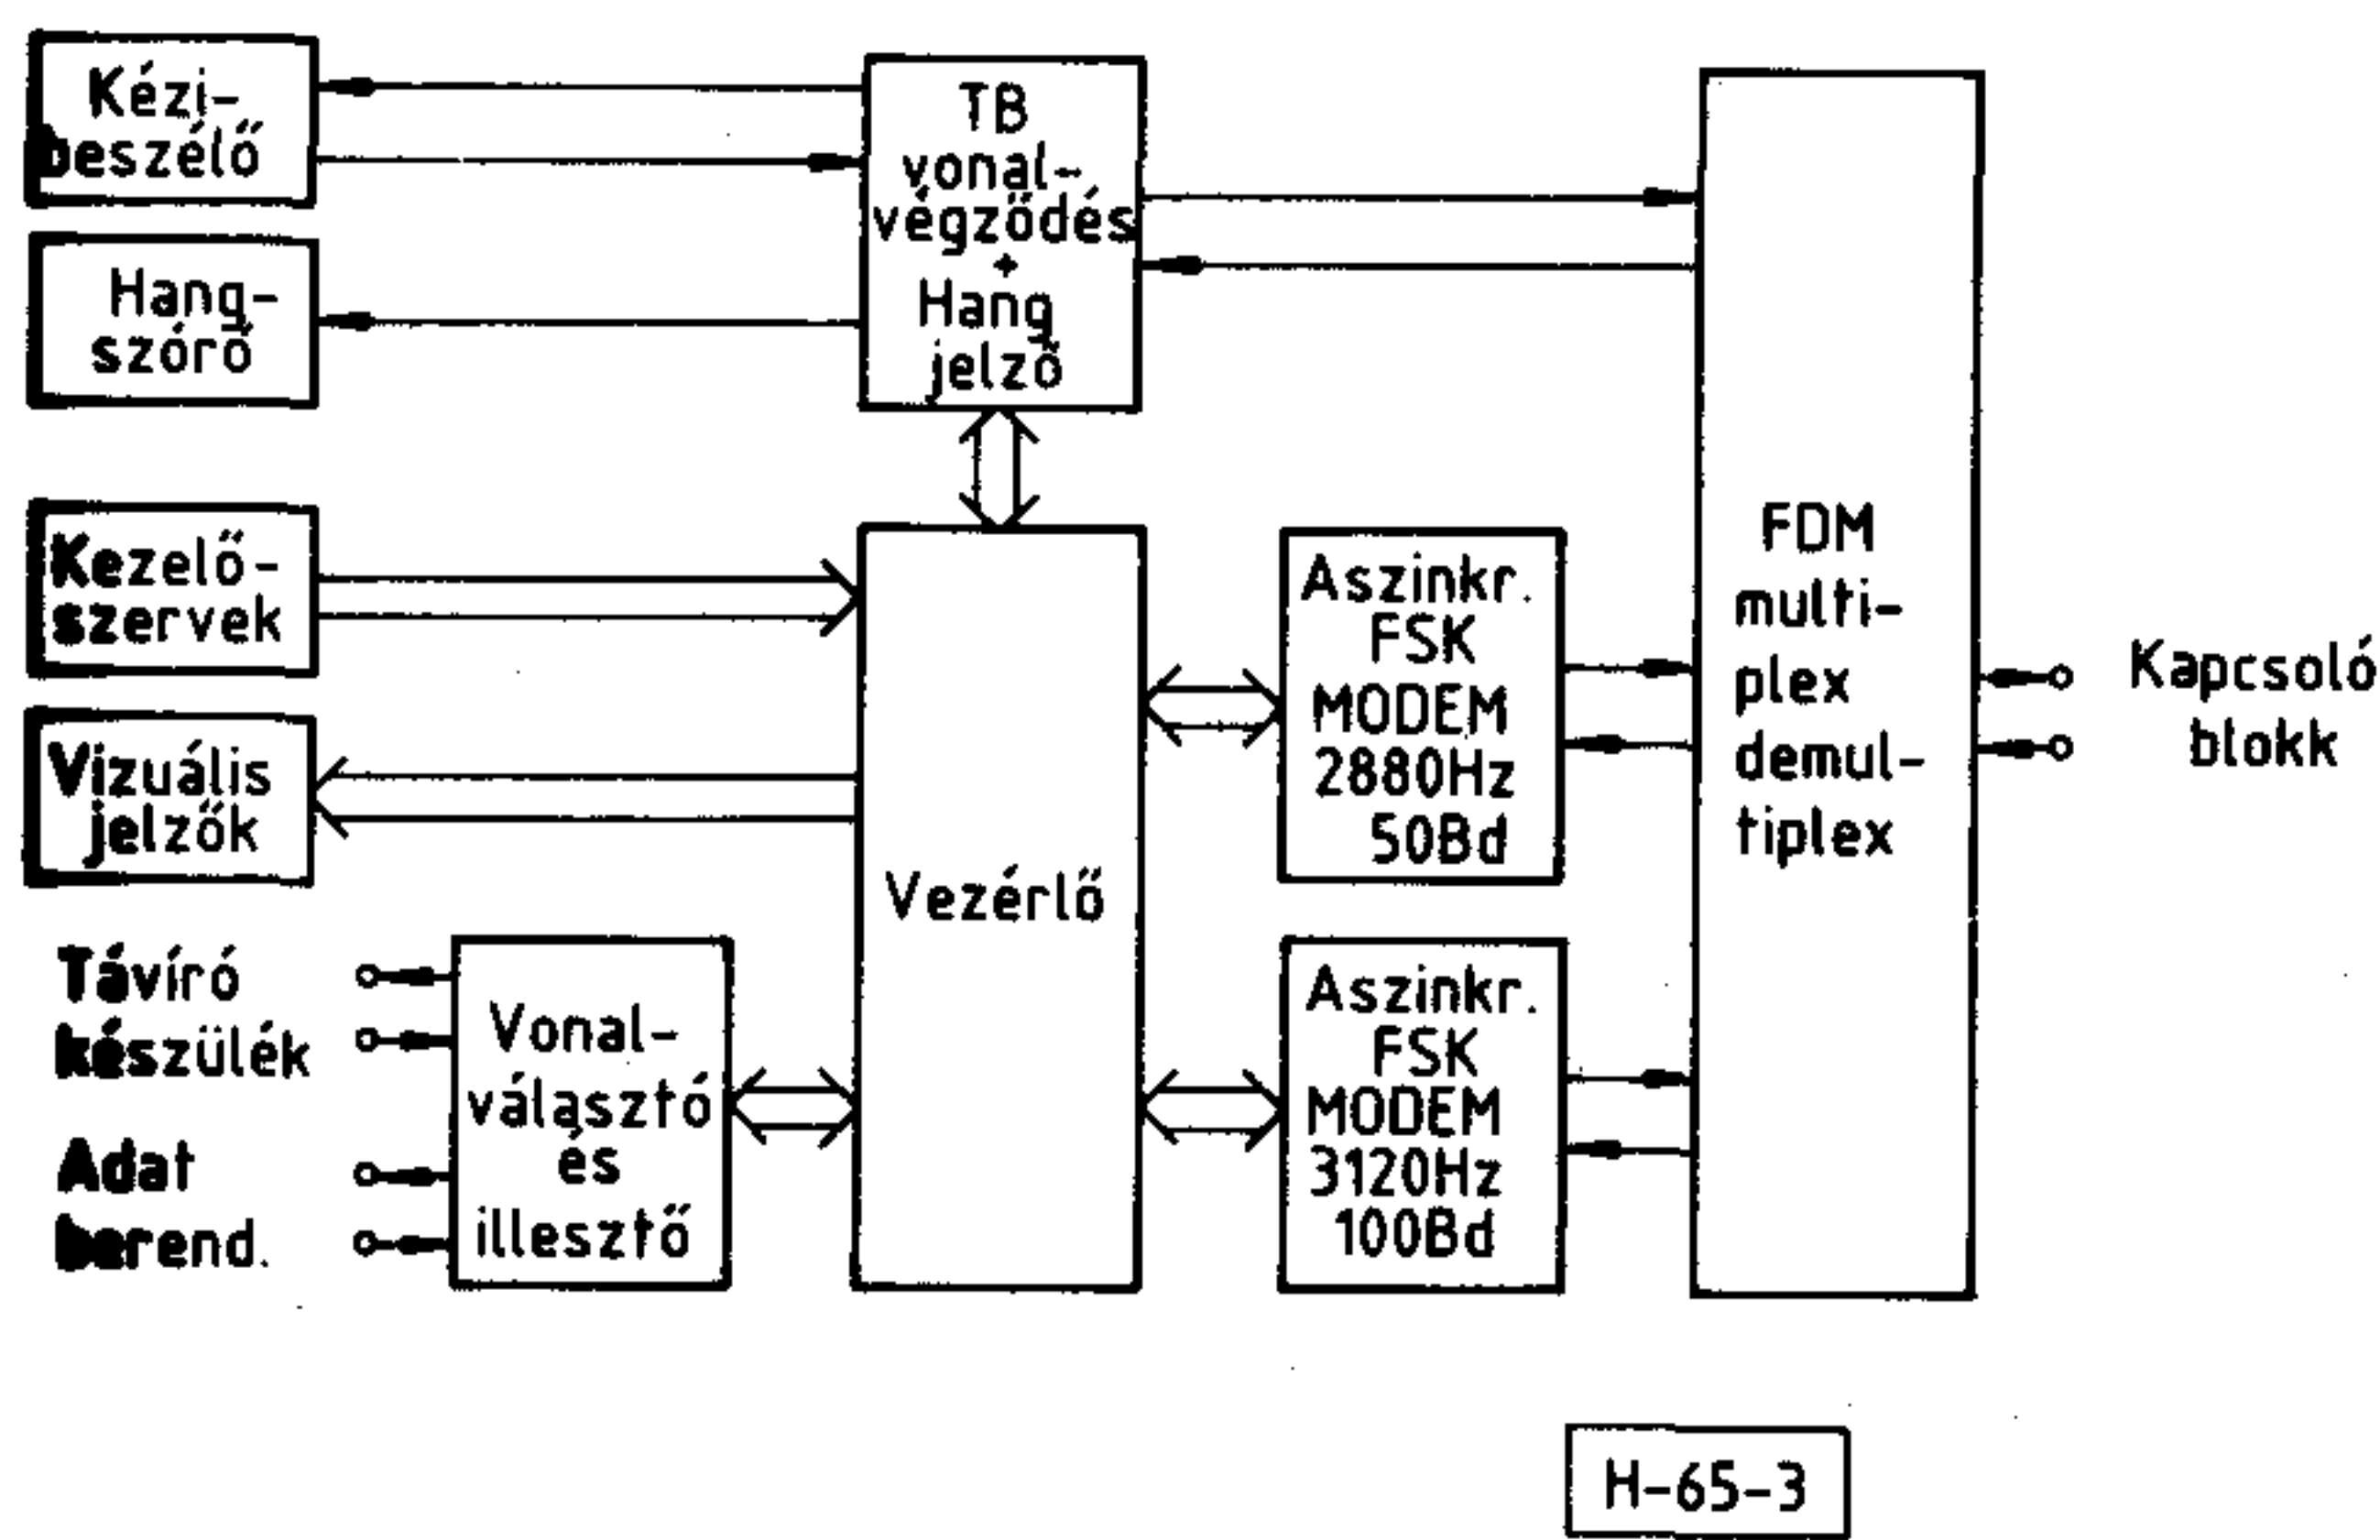 Kézi-
beszélő
Hang-
szóró
Kezelő-
szervek
Vizuális
jelzők
Távíró
készülék
Adat
berend.
Vonal-
választó
és
illesztő
TB
vonal-
végződés
+
Hang
jelző
Vezérlő
Aszinkr.
FSK
MODEM
2880Hz
50Bd
Aszinkr.
FSK
MODEM
3120Hz
100Bd
FDM
multi-
plex
demul-
tiplex
Kapcsoló
blokk
H-65-3